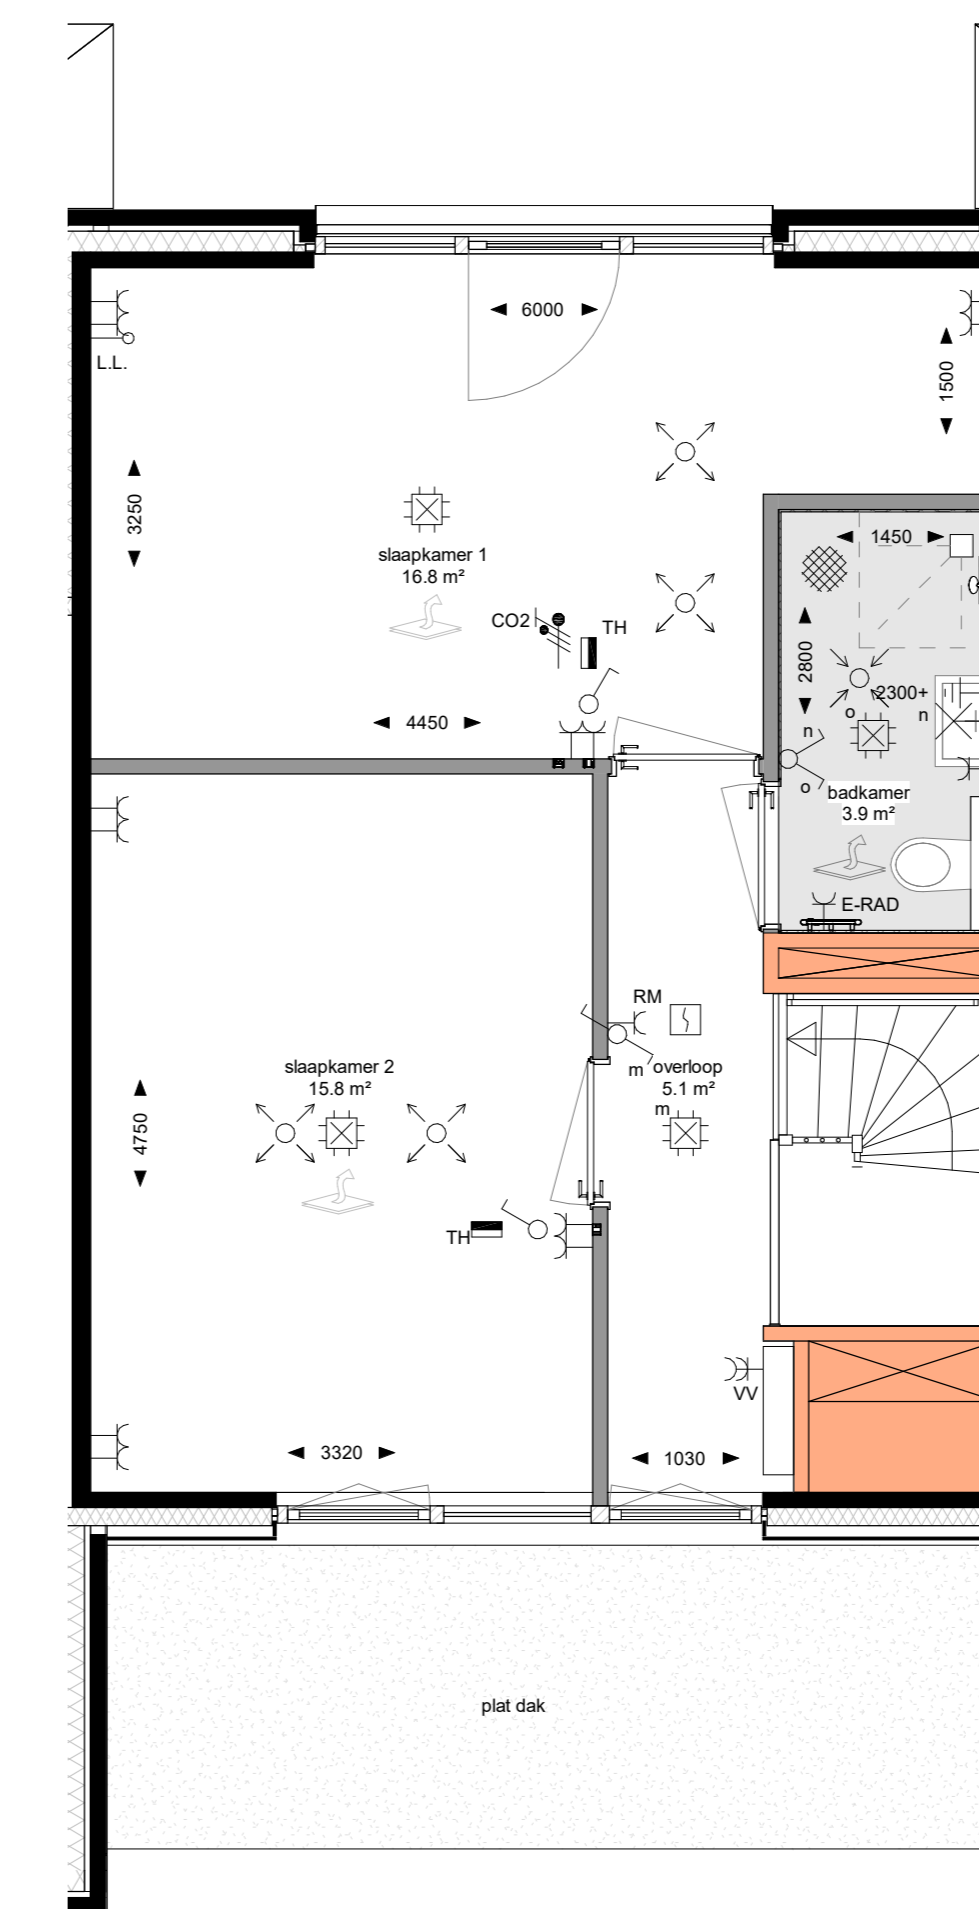 6000
L.L.
1500
3250
slaapkamer 1
16.8 m²
1450
CO2
TH
2800
2300+
o
n
4450
n
o
badkamer
3.9 m²
E-RAD
RM
slaapkamer 2
15.8 m²
m
overloop
5.1 m²
m
4750
TH
VV
3320
1030
plat dak